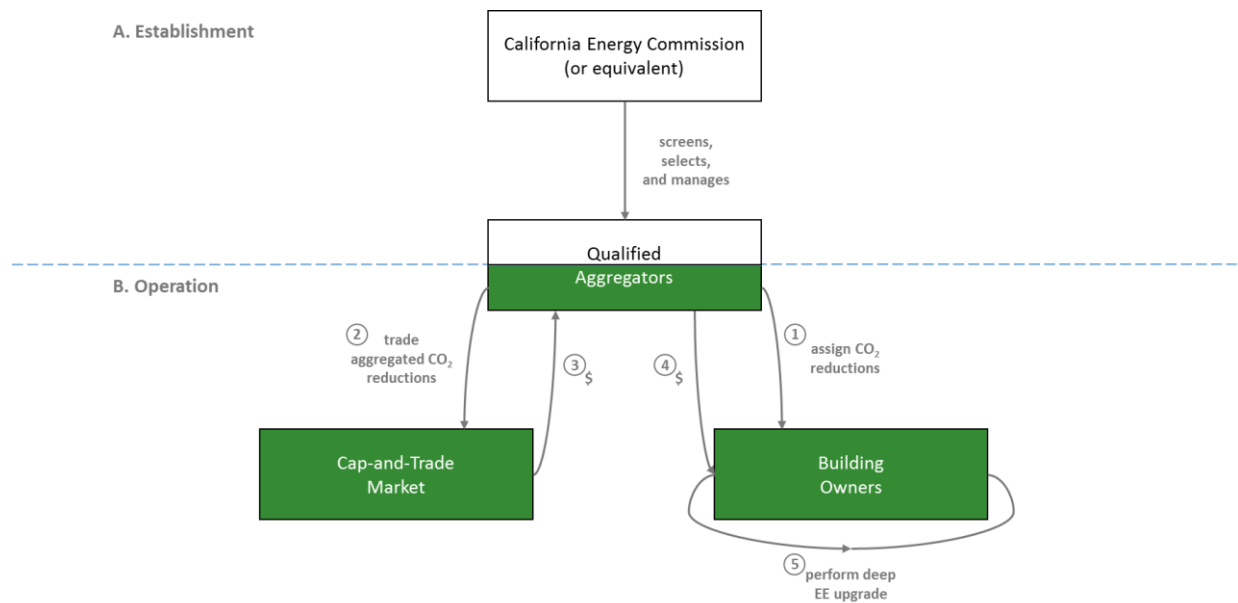 A. Establishment
California Energy Commission
(or equivalent)
screens,
selects,
and manages
Qualified
Aggregators
B. Operation
2 trade
aggregated CO₂
reductions
3 $
4 $
1 assign CO₂
reductions
Cap-and-Trade
Market
Building
Owners
5 perform deep
EE upgrade